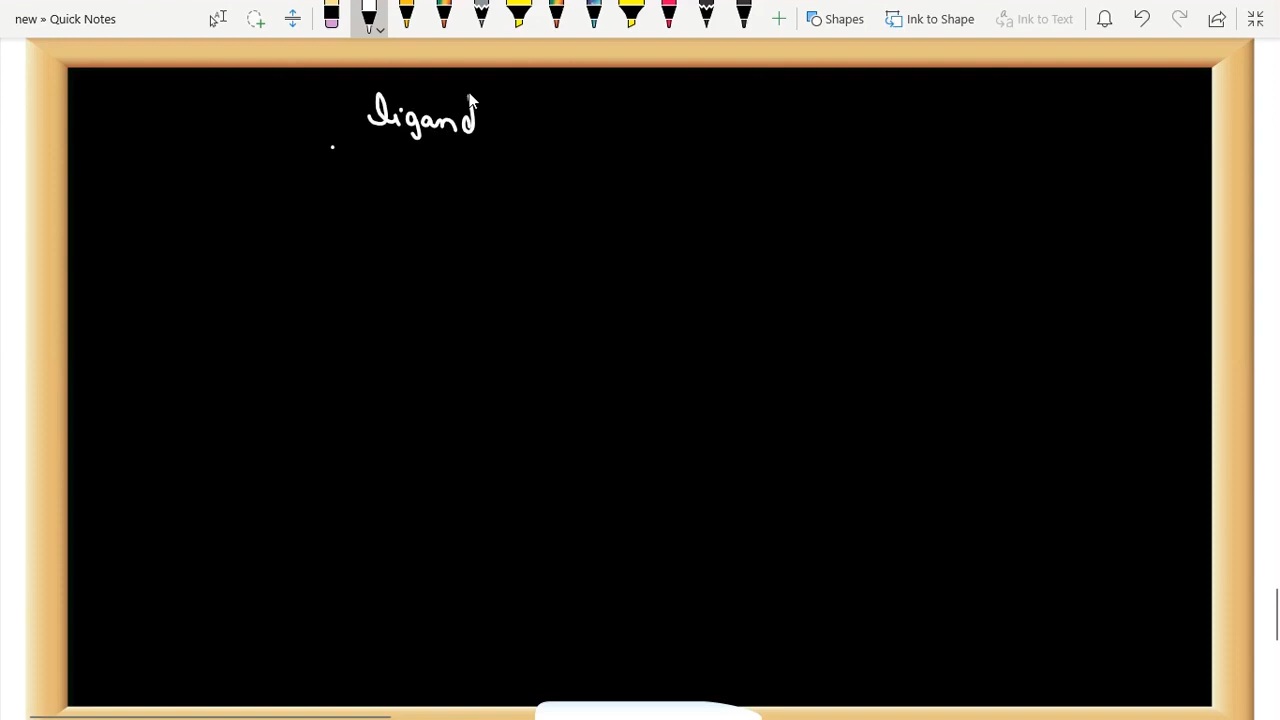 new » Quick Notes
Shapes
Ink to Shape
Ink to Text
ligand